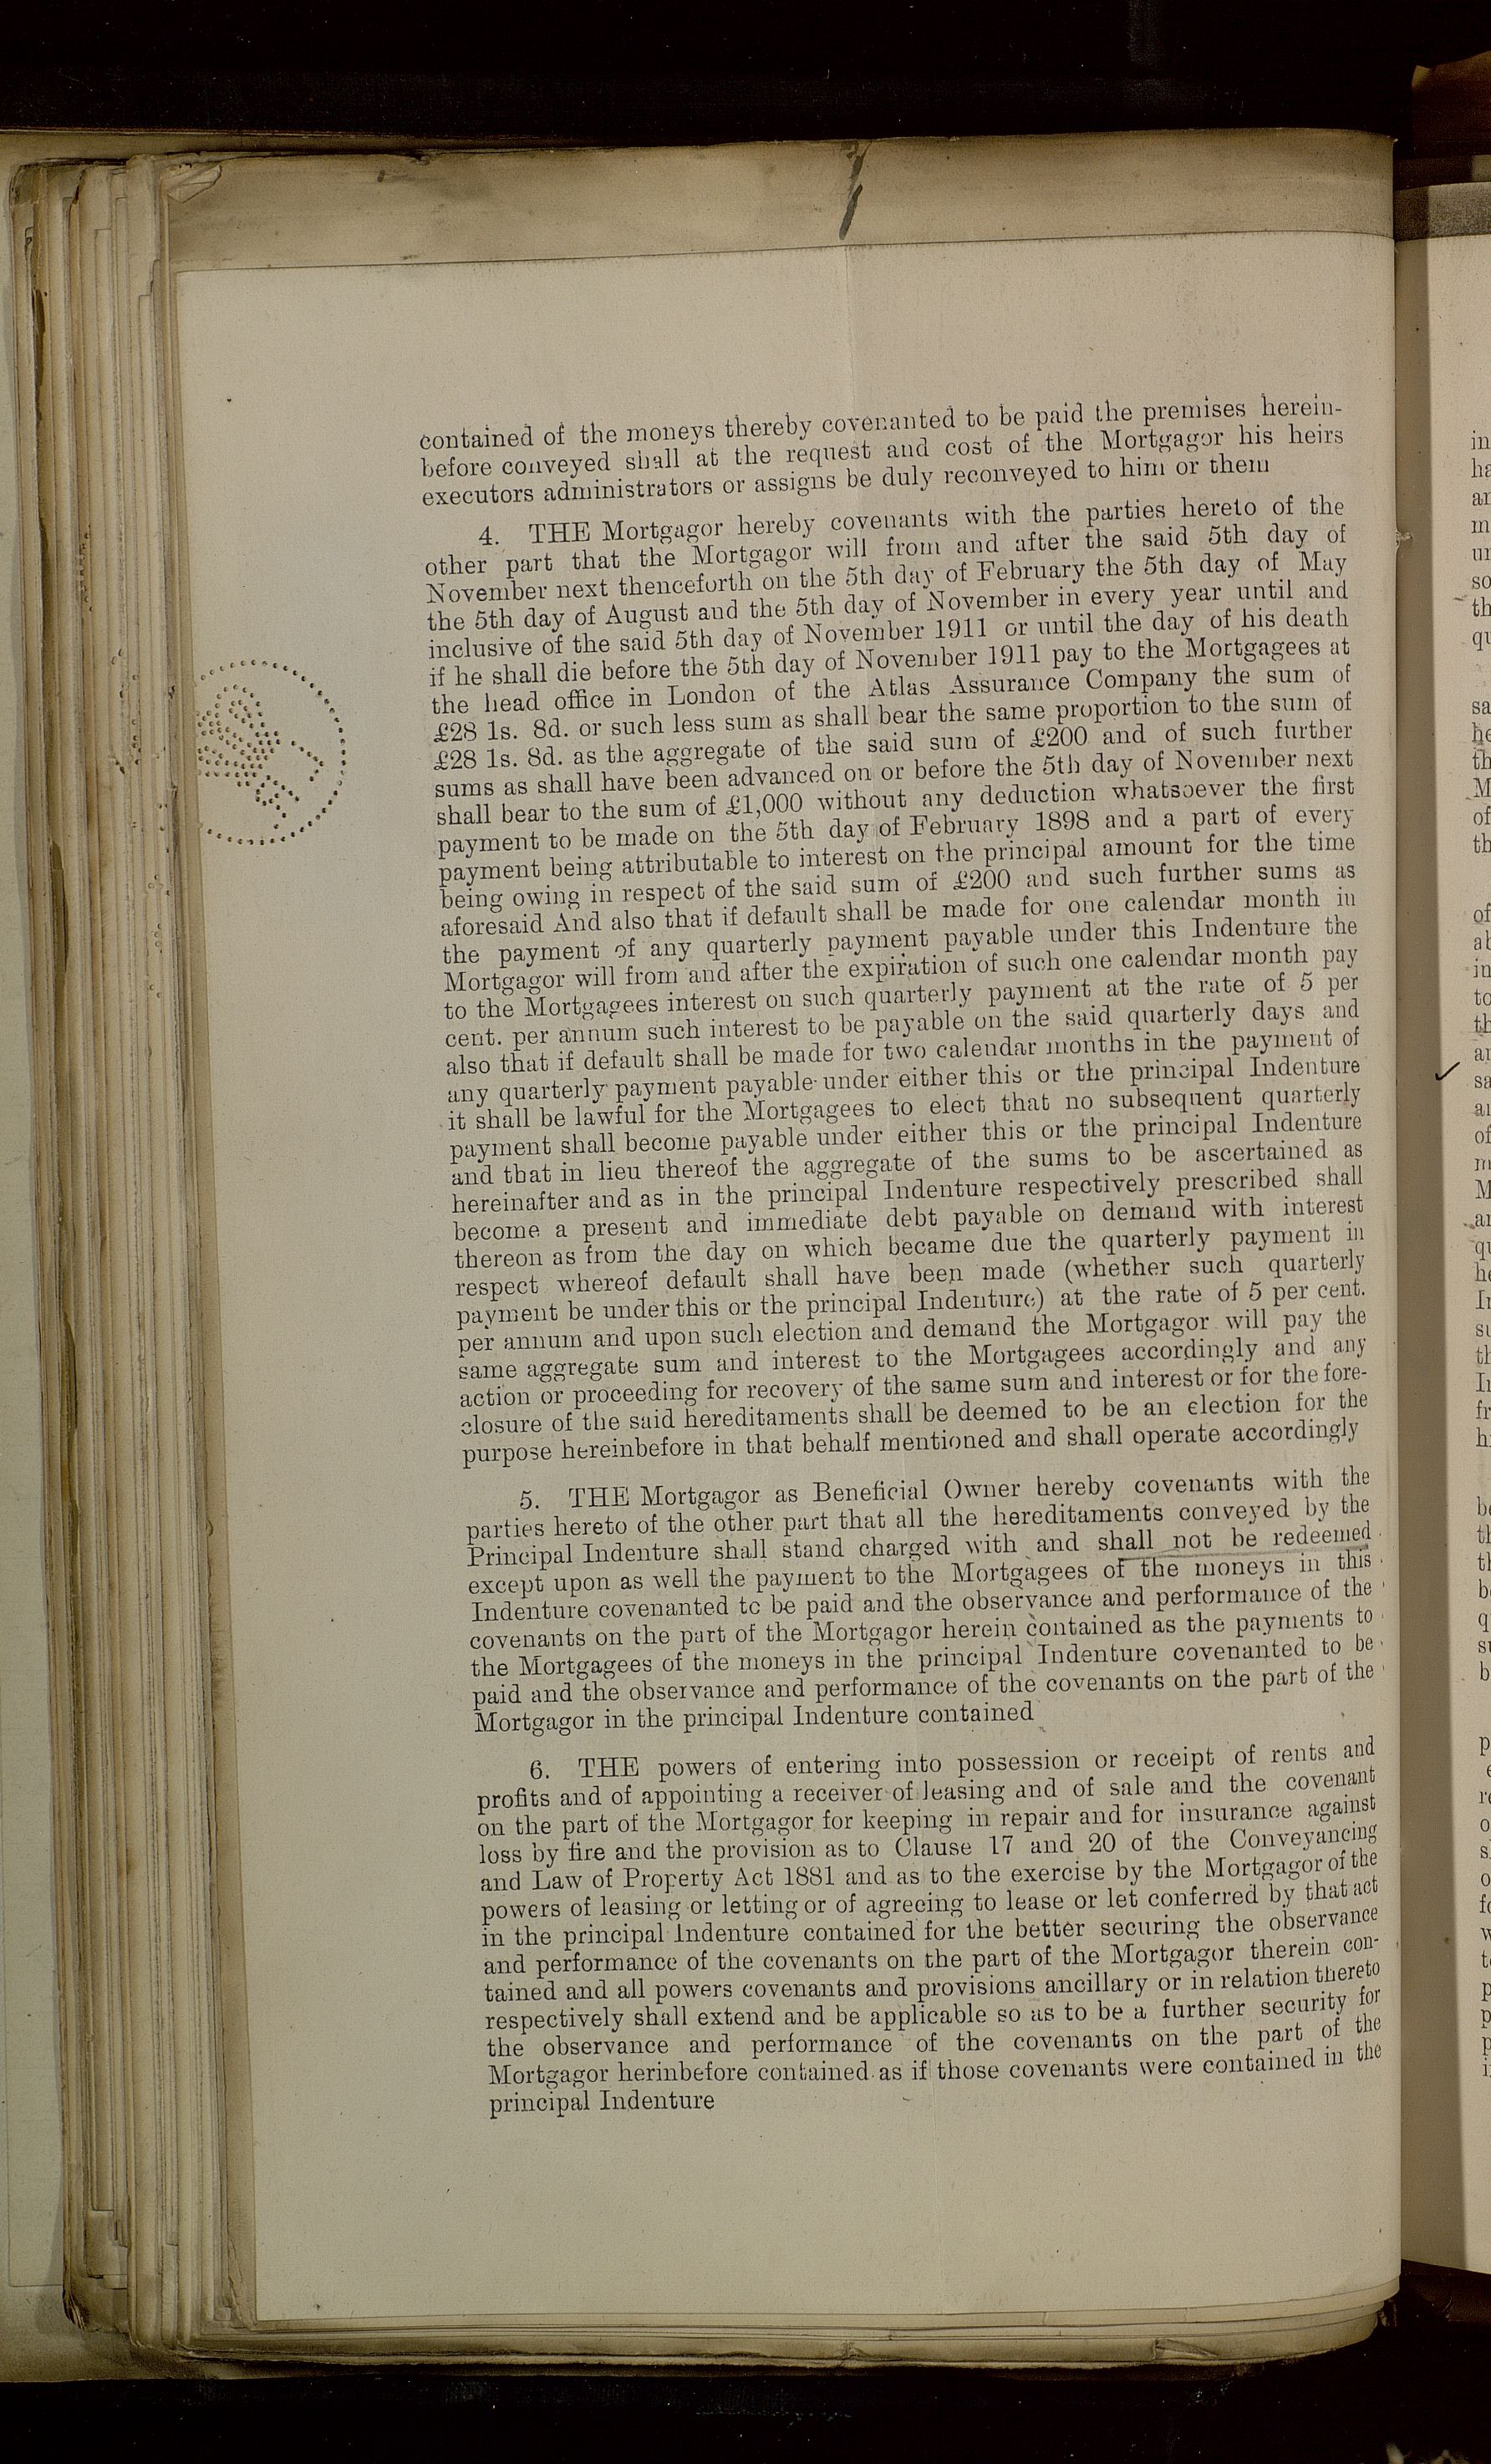 contained of the moneys thereby covenanted to be paid the premises herein-
before conveyed shall at the request and cost of the Mortgagor his heirs
executors administrators or assigns be duly reconveyed to him or them
4. THE Mortgagor hereby covenants with the parties hereto of the
other part that the Mortgagor will from and after the said 5th day of
November next thenceforth on the 5th day of February the 5th day of May
the 5th day of August and the 5th day of November in every year until and
inclusive of the said 5th day of November 1911 or until the day of his death
if he shall die before the 5th day of November 1911 pay to the Mortgagees at
the head office in London of the Atlas Assurance Company the sum of
£28 1s. 8d. or such less sum as shall bear the same proportion to the sum of
£28 1s. 8d. as the aggregate of the said sum of £200 and of such further
sums as shall have been advanced on or before the 5th day of November next
shall bear to the sum of £1,000 without any deduction whatsoever the first
payment to be made on the 5th day of February 1898 and a part of every
payment being attributable to interest on the principal amount for the time
being owing in respect of the said sum of £200 and such further sums as
aforesaid And also that if default shall be made for one calendar month in
the payment of any quarterly payment payable under this Indenture the
Mortgagor will from and after the expiration of such one calendar month pay
to the Mortgagees interest on such quarterly payment at the rate of 5 per
cent. per annum such interest to be payable on the said quarterly days and
also that if default shall be made for two calendar months in the payment of
any quarterly payment payable under either this or the principal Indenture
it shall be lawful for the Mortgagees to elect that no subsequent quarterly
payment shall become payable under either this or the principal Indenture
and that in lieu thereof the aggregate of the sums to be ascertained as
hereinafter and as in the principal Indenture respectively prescribed shall
become a present and immediate debt payable on demand with interest
thereon as from the day on which became due the quarterly payment in
respect whereof default shall have been made (whether such quarterly
payment be under this or the principal Indenture) at the rate of 5 per cent.
per annum and upon such election and demand the Mortgagor will pay the
same aggregate sum and interest to the Mortgagees accordingly and any
action or proceeding for recovery of the same sum and interest or for the fore-
closure of the said hereditaments shall be deemed to be an election for the
purpose hereinbefore in that behalf mentioned and shall operate accordingly
5. THE Mortgagor as Beneficial Owner hereby covenants with the
parties hereto of the other part that all the hereditaments conveyed by the
Principal Indenture shall stand charged with and shall not be redeemed
except upon as well the payment to the Mortgagees of the moneys in this
Indenture covenanted to be paid and the observance and performance of the
covenants on the part of the Mortgagor herein contained as the payments to
the Mortgagees of the moneys in the principal Indenture covenanted to be
paid and the observance and performance of the covenants on the part of the
Mortgagor in the principal Indenture contained
6. THE powers of entering into possession or receipt of rents and
profits and of appointing a receiver of leasing and of sale and the covenant
on the part of the Mortgagor for keeping in repair and for insurance against
loss by fire and the provision as to Clause 17 and 20 of the Conveyancing
and Law of Property Act 1881 and as to the exercise by the Mortgagor of the
powers of leasing or letting or of agreeing to lease or let conferred by that act
in the principal Indenture contained for the better securing the observance
and performance of the covenants on the part of the Mortgagor therein con-
tained and all powers covenants and provisions ancillary or in relation thereto
respectively shall extend and be applicable so as to be a further security for
the observance and performance of the covenants on the part of the
Mortgagor herinbefore contained as if those covenants were contained in the
principal Indenture